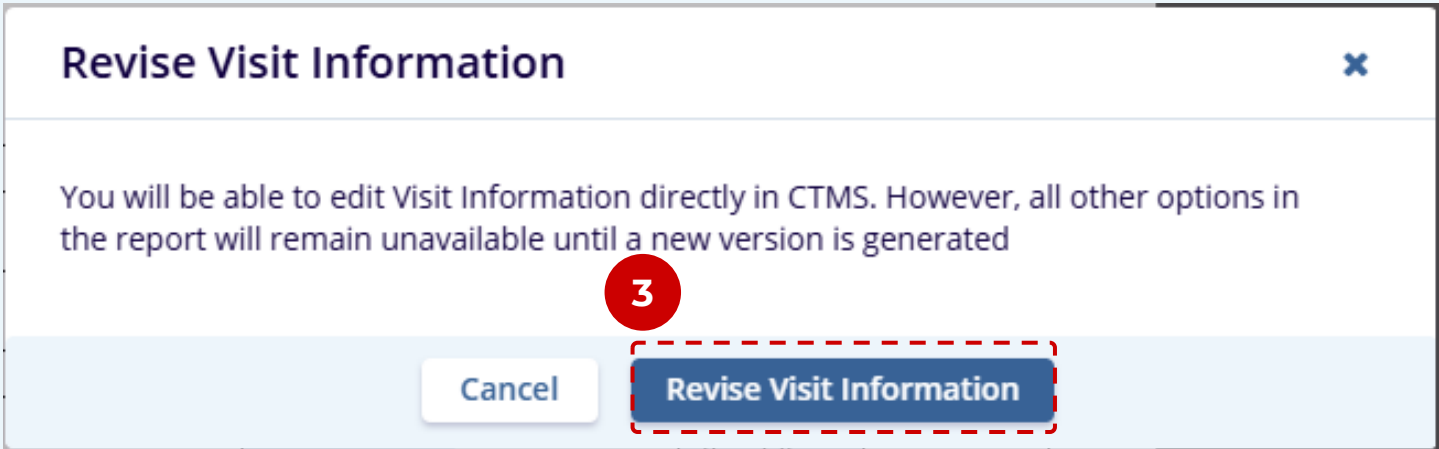 Revise Visit Information
You will be able to edit Visit Information directly in CTMS. However, all other options in
the report will remain unavailable until a new version is generated
3
Cancel
Revise Visit Information